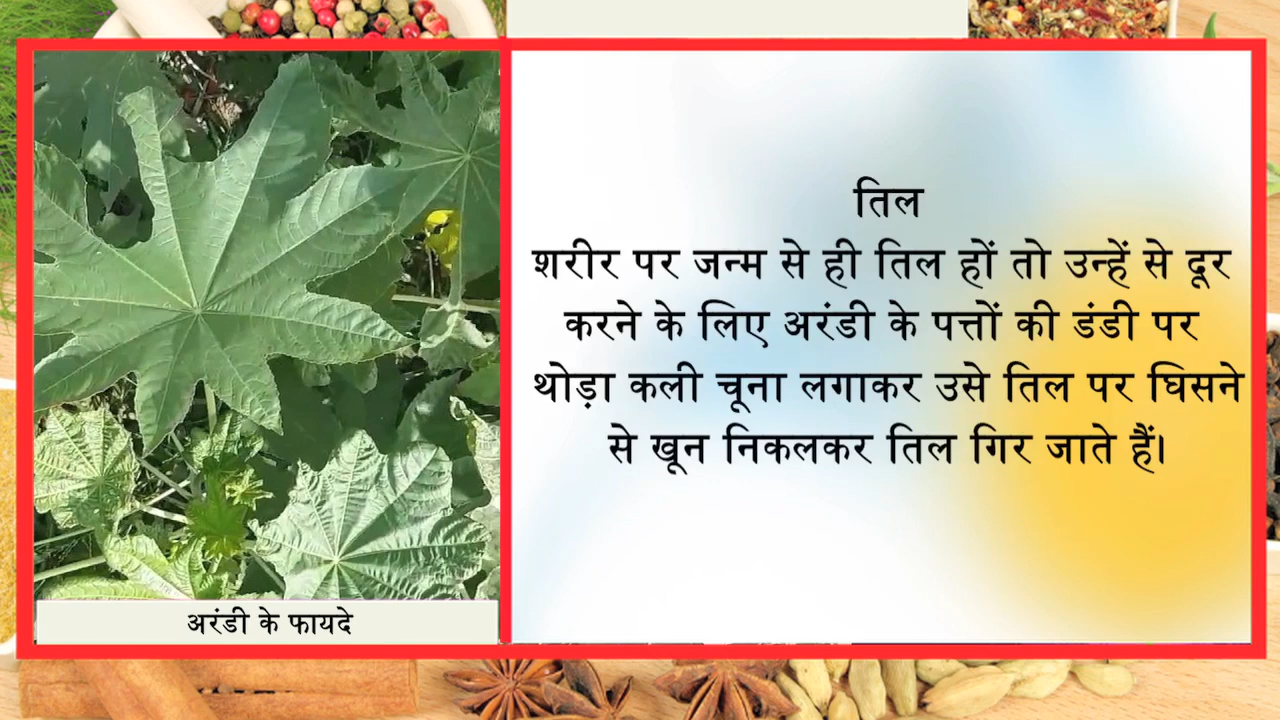 तिल
शरीर पर जन्म से ही तिल हों तो उन्हें से दूर
करने के लिए अरंडी के पत्तों की डंडी पर
थोड़ा कली चूना लगाकर उसे तिल पर घिसने
से खून निकलकर तिल गिर जाते हैं।
अरंडी के फायदे